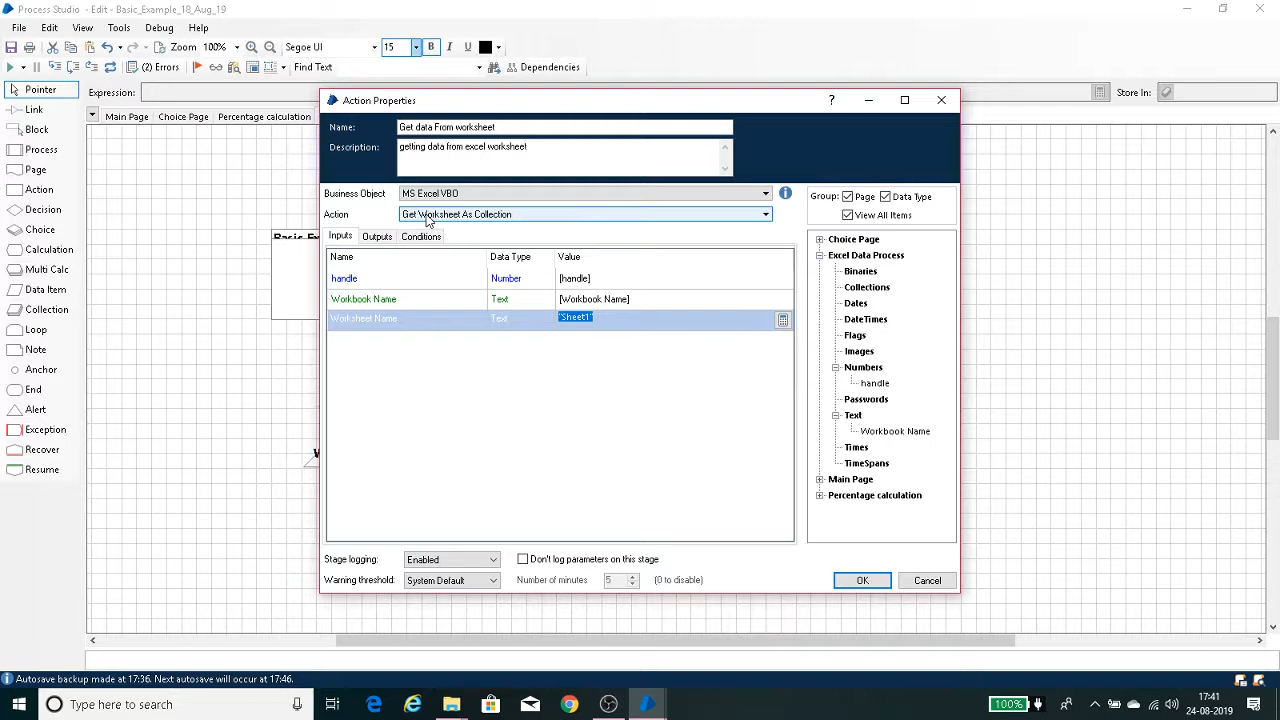 Process Studio - Edit - Basic_Example_18_Aug_19
File Edit View Tools Debug Help
Zoom 100% Segoe UI 15 B I U
(2) Errors Find Text Dependencies
Pointer Expression: Store In:
Link Main Page Choice Page Percentage calculation
Block
Process
Page
Action
Decision
Choice
Calculation
Multi Calc
Data Item
Collection
Loop
Note
Anchor
End
Alert
Exception
Recover
Resume
Action Properties ?
Name: Get data From worksheet
Description: getting data from excel worksheet
Business Object MS Excel VBO
Action Get Worksheet As Collection
Inputs Outputs Conditions
Name Data Type Value
handle Number [handle]
Workbook Name Text [Workbook Name]
Worksheet Name Text "Sheet1"
Group: Page Data Type
View All Items
Choice Page
Excel Data Process
Binaries
Collections
Dates
DateTimes
Flags
Images
Numbers
handle
Passwords
Text
Workbook Name
Times
TimeSpans
Main Page
Percentage calculation
Stage logging: Enabled Don't log parameters on this stage
Warning threshold: System Default Number of minutes 5 (0 to disable)
OK Cancel
Autosave backup made at 17:36. Next autosave will occur at 17:46.
Type here to search
100%
17:41
24-08-2019